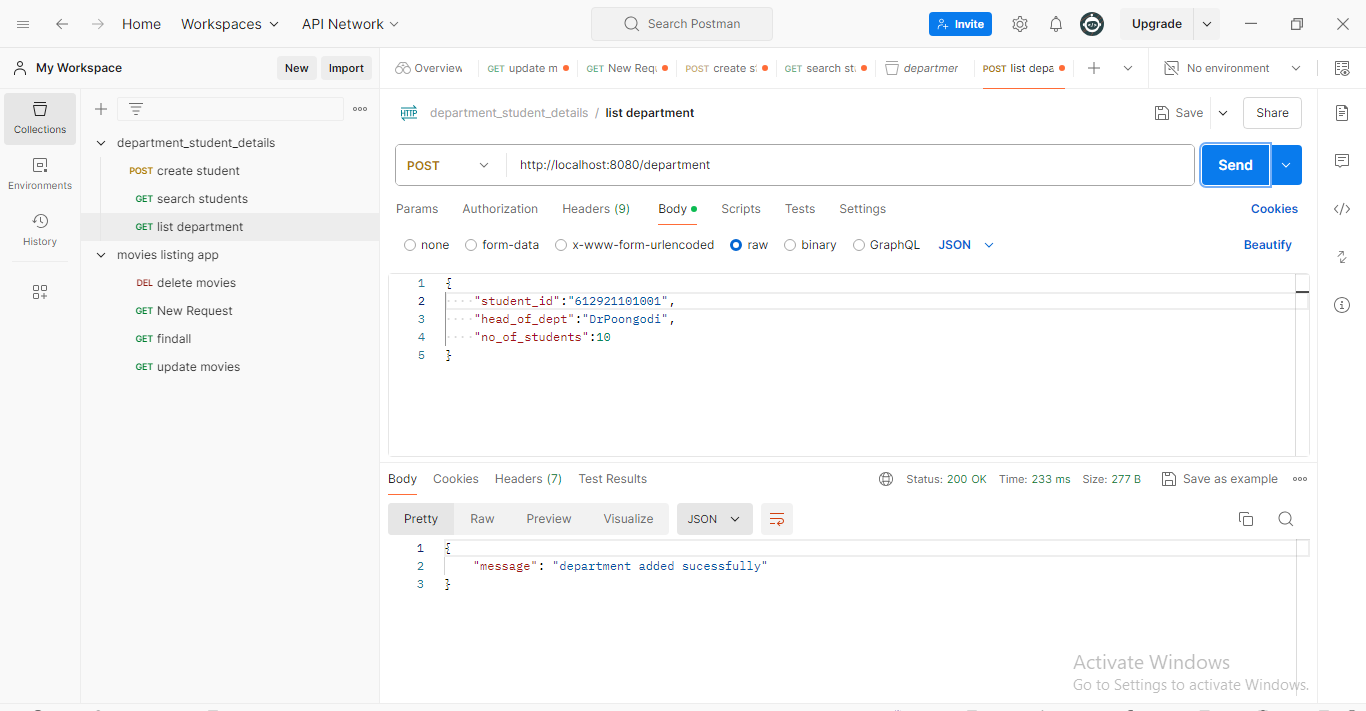 Home Workspaces API Network Search Postman Invite Upgrade
My Workspace New Import Overview GET update m GET New Requ POST create s GET search st departmer POST list depa No environment
Collections
Environments
History
department_student_details
POST create student
GET search students
GET list department
movies listing app
DEL delete movies
GET New Request
GET findall
GET update movies
HTTP department_student_details / list department Save Share
POST http://localhost:8080/department Send
Params Authorization Headers (9) Body Scripts Tests Settings Cookies
none form-data x-www-form-urlencoded raw binary GraphQL JSON Beautify
1 {
2 "student_id":"612921101001",
3 "head_of_dept":"DrPoongodi",
4 "no_of_students":10
5 }
Body Cookies Headers (7) Test Results Status: 200 OK Time: 233 ms Size: 277 B Save as example
Pretty Raw Preview Visualize JSON
1 {
2 "message": "department added sucessfully"
3 }
Activate Windows
Go to Settings to activate Windows.